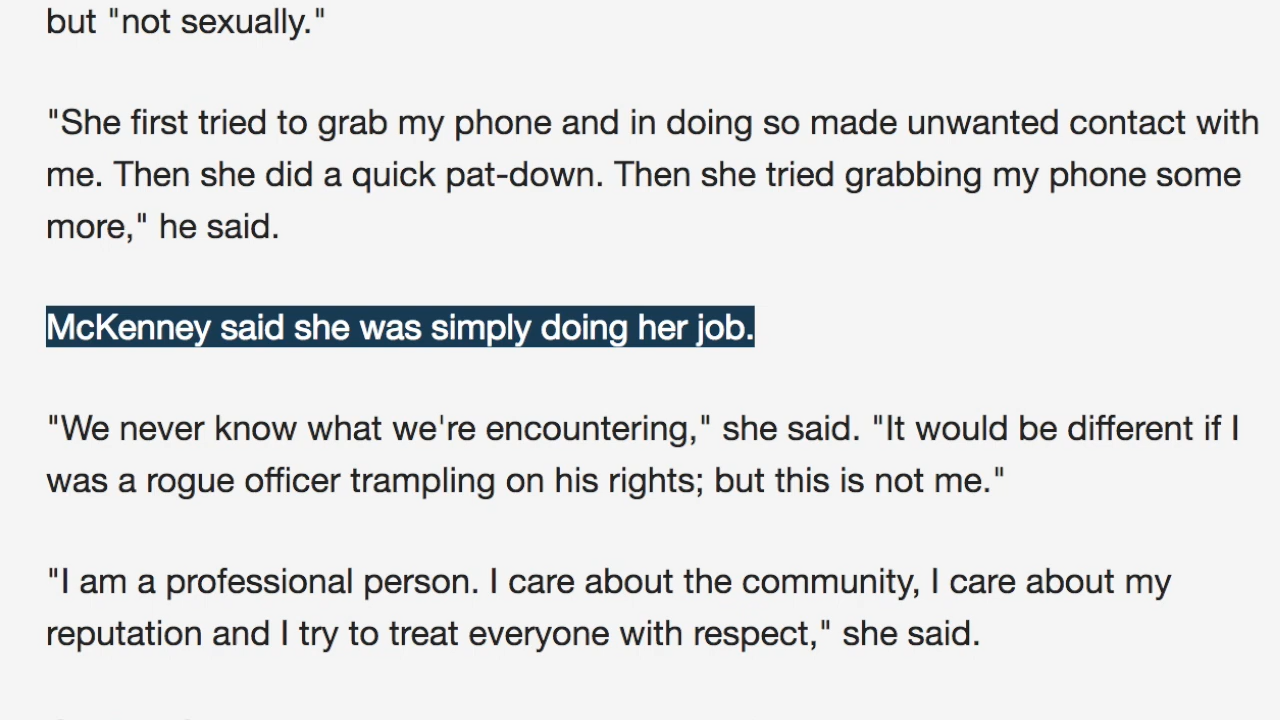 but "not sexually."
"She first tried to grab my phone and in doing so made unwanted contact with
me. Then she did a quick pat-down. Then she tried grabbing my phone some
more," he said.
McKenney said she was simply doing her job.
"We never know what we're encountering," she said. "It would be different if I
was a rogue officer trampling on his rights; but this is not me."
"I am a professional person. I care about the community, I care about my
reputation and I try to treat everyone with respect," she said.